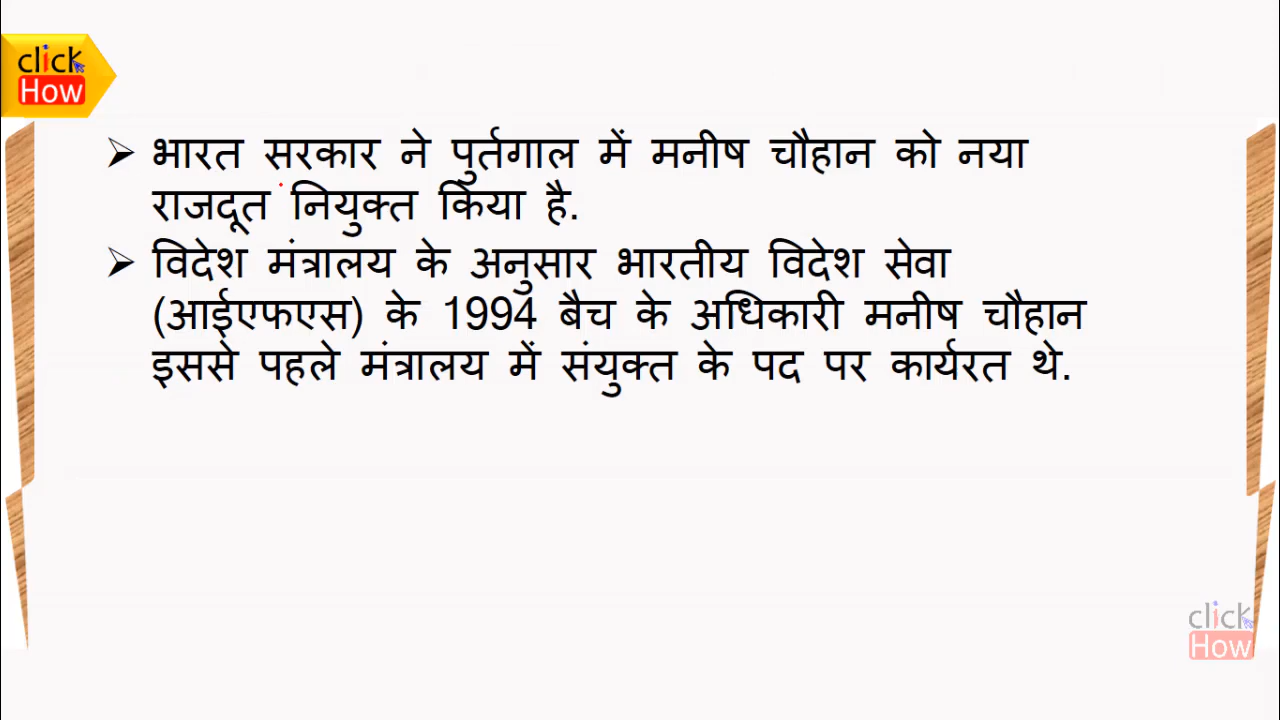 click
How
➢ भारत सरकार ने पुर्तगाल में मनीष चौहान को नया
राजदूत नियुक्त किया है.
➢ विदेश मंत्रालय के अनुसार भारतीय विदेश सेवा
(आईएफएस) के 1994 बैच के अधिकारी मनीष चौहान
इससे पहले मंत्रालय में संयुक्त के पद पर कार्यरत थे.
click
How